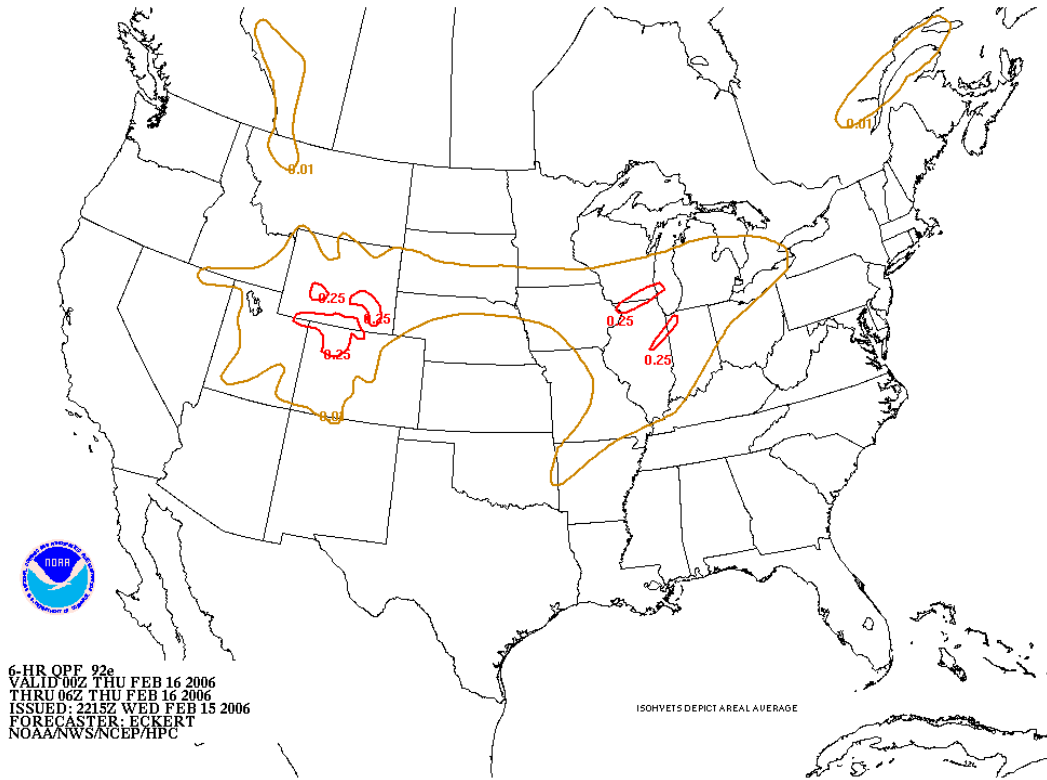 0.01
0.01
0.25
0.25
0.25
0.25
0.25
0.01
NOAA
6-HR QPF 92e
VALID 00Z THU FEB 16 2006
THRU 06Z THU FEB 16 2006
ISSUED: 2215Z WED FEB 15 2006
FORECASTER: ECKERT
NOAA/NWS/NCEP/HPC
ISOHYETS DEPICT AREAL AVERAGE